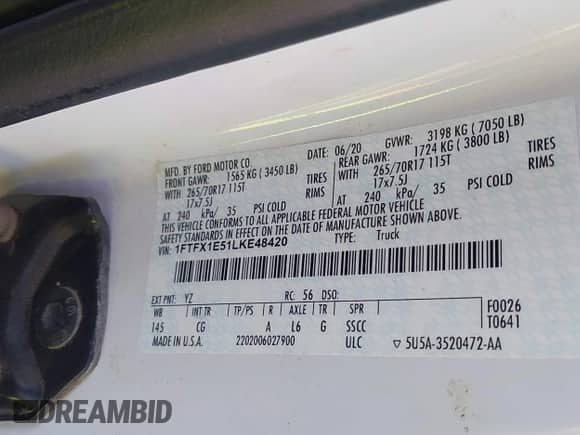 MFD. BY FORD MOTOR CO.
DATE: 06/20 GVWR: 3198 KG ( 7050 LB)
FRONT GAWR: 1565 KG ( 3450 LB) REAR GAWR: 1724 KG ( 3800 LB)
265/70R17 115T TIRES WITH 265/70R17 115T TIRES
17x7.5J RIMS 17x7.5J RIMS
AT 240 kPa/ 35 PSI COLD AT 240 kPa/ 35 PSI COLD
THIS VEHICLE CONFORMS TO ALL APPLICABLE FEDERAL MOTOR VEHICLE
SAFETY STANDARDS IN EFFECT ON THE DATE OF MANUFACTURE SHOWN ABOVE.
VIN: 1FTFX1E51LKE48420 TYPE: Truck
EXT PNT: YZ RC: 56 DSO:
WB INT TR TP/PS R AXLE TR SPR F0026
145 CG A L6 G SSCC T0641
MADE IN U.S.A. 2202006027900 ULC ▽ 5U5A-3520472-AA
DREAMBID